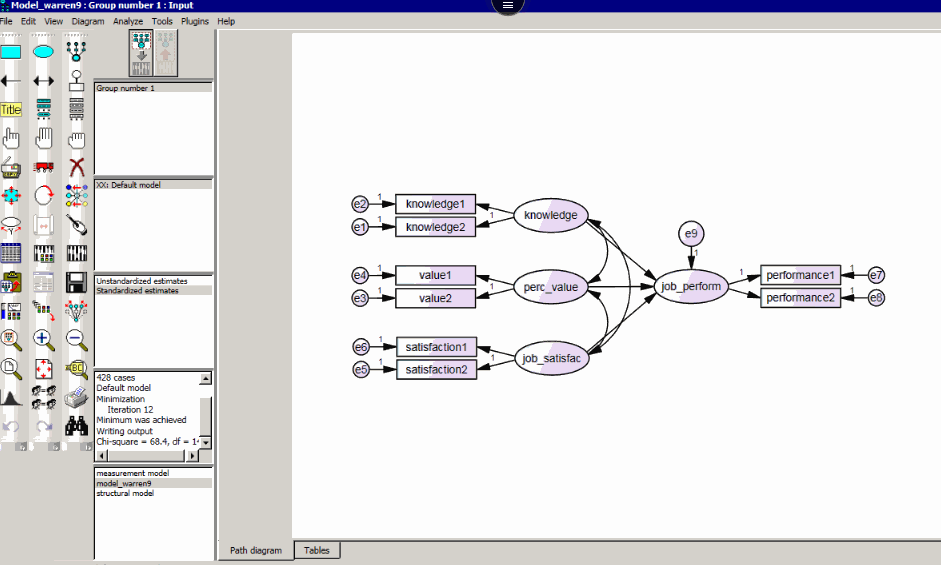 Model_warren9 : Group number 1 : Input
File Edit View Diagram Analyze Tools Plugins Help
Title
Group number 1
XX: Default model
Unstandardized estimates
Standardized estimates
428 cases
Default model
Minimization
Iteration 12
Minimum was achieved
Writing output
Chi-square = 68.4, df = 14
measurement model
model_warren9
structural model
e2 1 knowledge1
e1 1 knowledge2 1
knowledge
e4 1 value1
e3 1 value2 1
perc_value
e6 1 satisfaction1
e5 1 satisfaction2 1
job_satisfac
e9
1
job_perform
1 performance1 1 e7
performance2 1 e8
Path diagram Tables